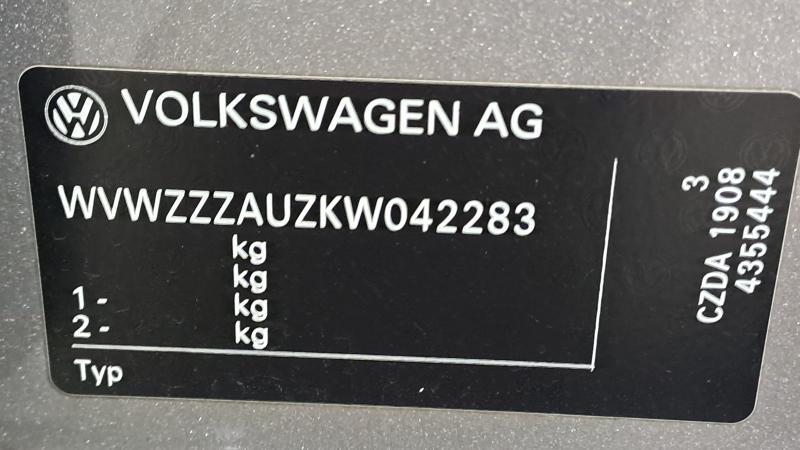 VOLKSWAGEN AG
WVWZZZAUZKW042283
kg
kg
1 - kg
2 - kg
Typ
3
CZDA 1908
4355444